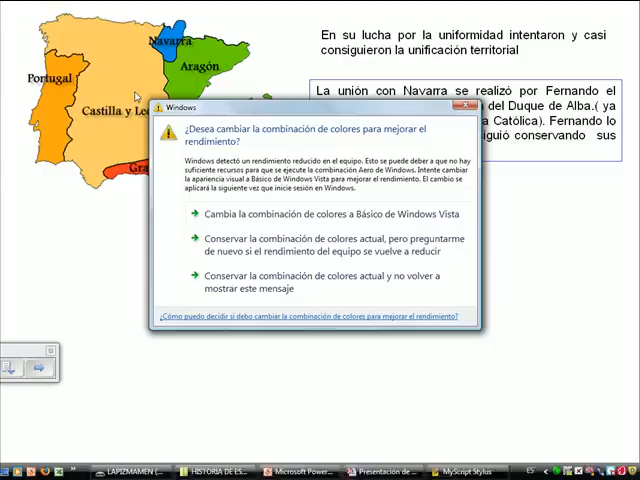 En su lucha por la uniformidad intentaron y casi
consiguieron la unificación territorial
Navarra
Aragón
Portugal
Castilla y Leó
Gra
La unión con Navarra se realizó por Fernando el
n del Duque de Alba.( ya
a Católica). Fernando lo
siguió conservando sus
Windows
¿Desea cambiar la combinación de colores para mejorar el
rendimiento?
Windows detectó un rendimiento reducido en el equipo. Esto se puede deber a que no hay
suficiente recursos para que se ejecute la combinación Aero de Windows. Intente cambiar
la apariencia visual a Básico de Windows Vista para mejorar el rendimiento. El cambio se
aplicará la siguiente vez que inicie sesión en Windows.
Cambia la combinación de colores a Básico de Windows Vista
Conservar la combinación de colores actual, pero preguntarme
de nuevo si el rendimiento del equipo se vuelve a reducir
Conservar la combinación de colores actual y no volver a
mostrar este mensaje
¿Cómo puedo decidir si debo cambiar la combinación de colores para mejorar el rendimiento?
LAPIZMAMEN (...
HISTORIA DE ES...
Microsoft Power...
Presentación de ...
MyScript Stylus
ES